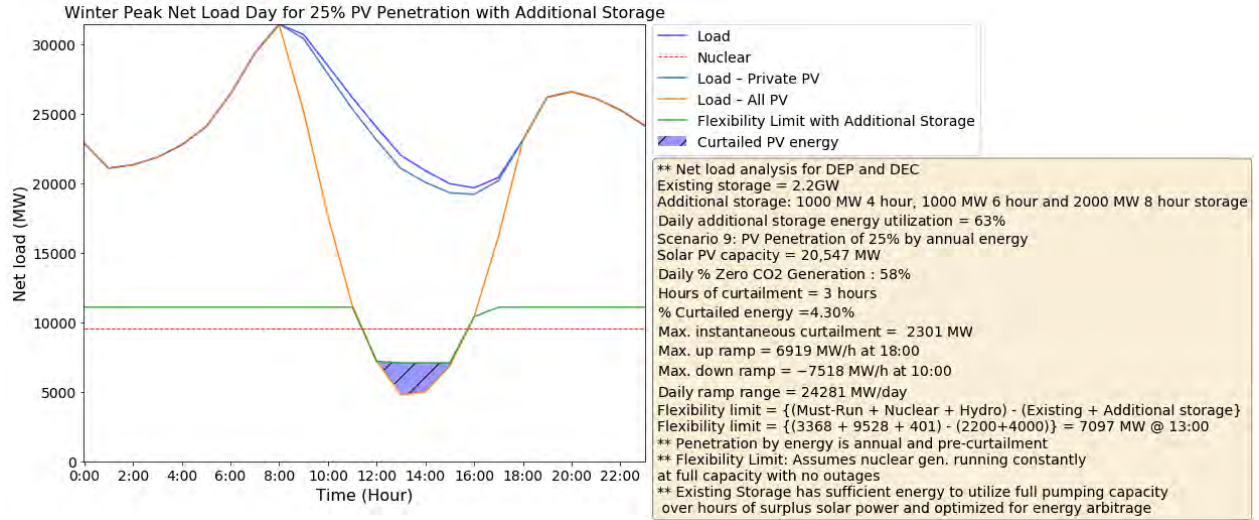 Winter Peak Net Load Day for 25% PV Penetration with Additional Storage
Net load (MW)
30000
25000
20000
15000
10000
5000
0
0:00 2:00 4:00 6:00 8:00 10:00 12:00 14:00 16:00 18:00 20:00 22:00
Time (Hour)
Load
Nuclear
Load – Private PV
Load – All PV
Flexibility Limit with Additional Storage
Curtailed PV energy
** Net load analysis for DEP and DEC
Existing storage = 2.2GW
Additional storage: 1000 MW 4 hour, 1000 MW 6 hour and 2000 MW 8 hour storage
Daily additional storage energy utilization = 63%
Scenario 9: PV Penetration of 25% by annual energy
Solar PV capacity = 20,547 MW
Daily % Zero CO2 Generation : 58%
Hours of curtailment = 3 hours
% Curtailed energy =4.30%
Max. instantaneous curtailment =  2301 MW
Max. up ramp = 6919 MW/h at 18:00
Max. down ramp = −7518 MW/h at 10:00
Daily ramp range = 24281 MW/day
Flexibility limit = {(Must-Run + Nuclear + Hydro) - (Existing + Additional storage}
Flexibility limit = {(3368 + 9528 + 401) - (2200+4000)} = 7097 MW @ 13:00
** Penetration by energy is annual and pre-curtailment
** Flexibility Limit: Assumes nuclear gen. running constantly
at full capacity with no outages
** Existing Storage has sufficient energy to utilize full pumping capacity
over hours of surplus solar power and optimized for energy arbitrage